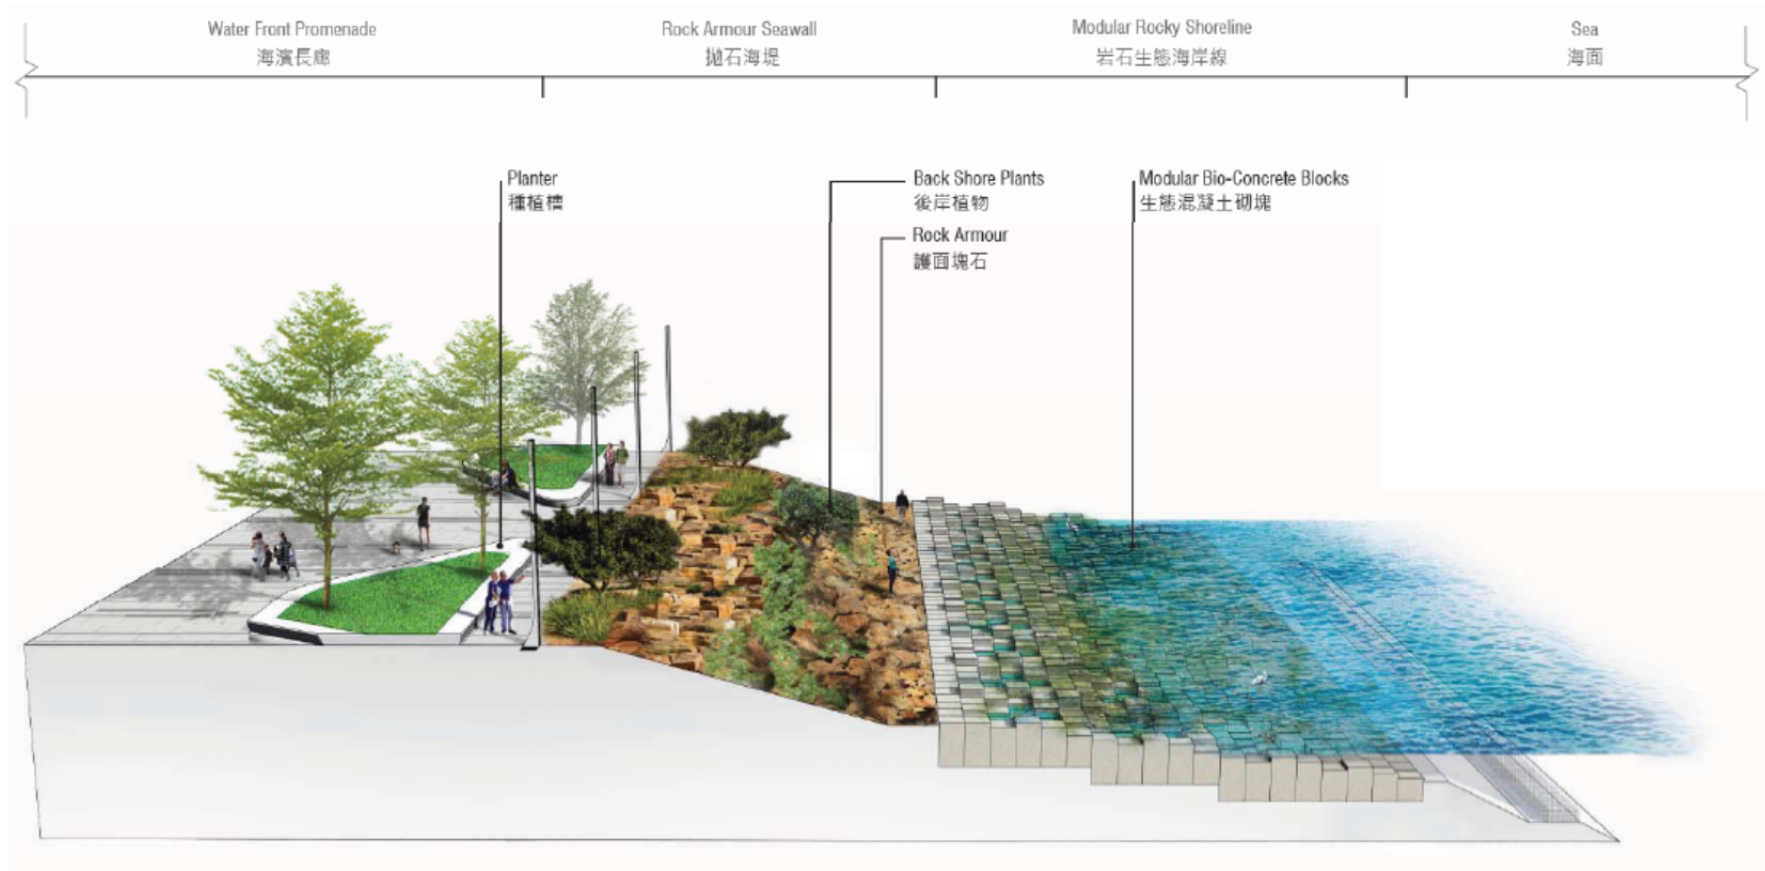 Water Front Promenade
海濱長廊
Rock Armour Seawall
拋石海堤
Modular Rocky Shoreline
岩石生態海岸線
Sea
海面
Planter
種植槽
Back Shore Plants
後岸植物
Rock Armour
護面塊石
Modular Bio-Concrete Blocks
生態混凝土砌塊